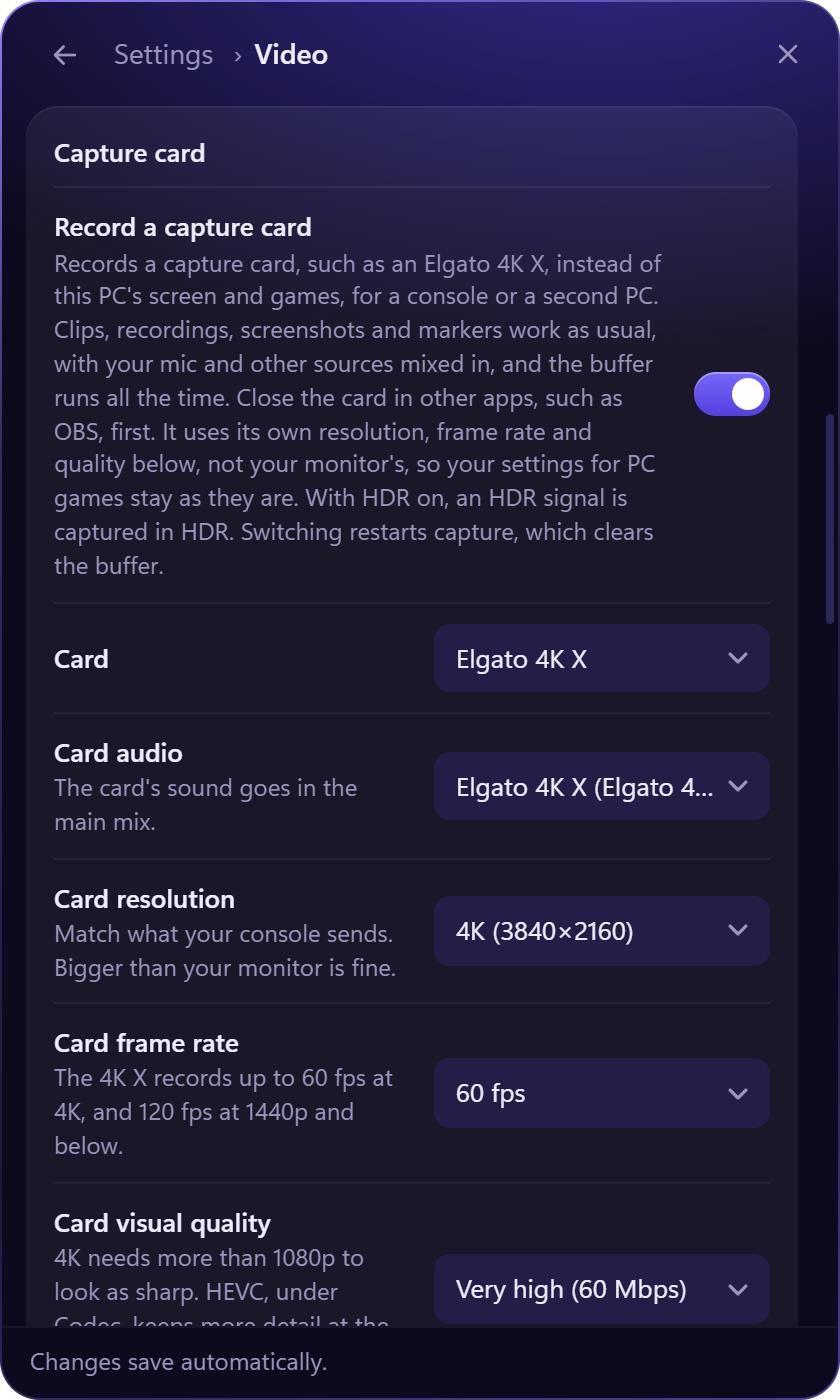 Settings › Video
Capture card
Record a capture card
Records a capture card, such as an Elgato 4K X, instead of
this PC's screen and games, for a console or a second PC.
Clips, recordings, screenshots and markers work as usual,
with your mic and other sources mixed in, and the buffer
runs all the time. Close the card in other apps, such as
OBS, first. It uses its own resolution, frame rate and
quality below, not your monitor's, so your settings for PC
games stay as they are. With HDR on, an HDR signal is
captured in HDR. Switching restarts capture, which clears
the buffer.
Card
Elgato 4K X
Card audio
The card's sound goes in the
main mix.
Elgato 4K X (Elgato 4...
Card resolution
Match what your console sends.
Bigger than your monitor is fine.
4K (3840×2160)
Card frame rate
The 4K X records up to 60 fps at
4K, and 120 fps at 1440p and
below.
60 fps
Card visual quality
4K needs more than 1080p to
look as sharp. HEVC, under
Codec, keeps more detail at the
Very high (60 Mbps)
Changes save automatically.